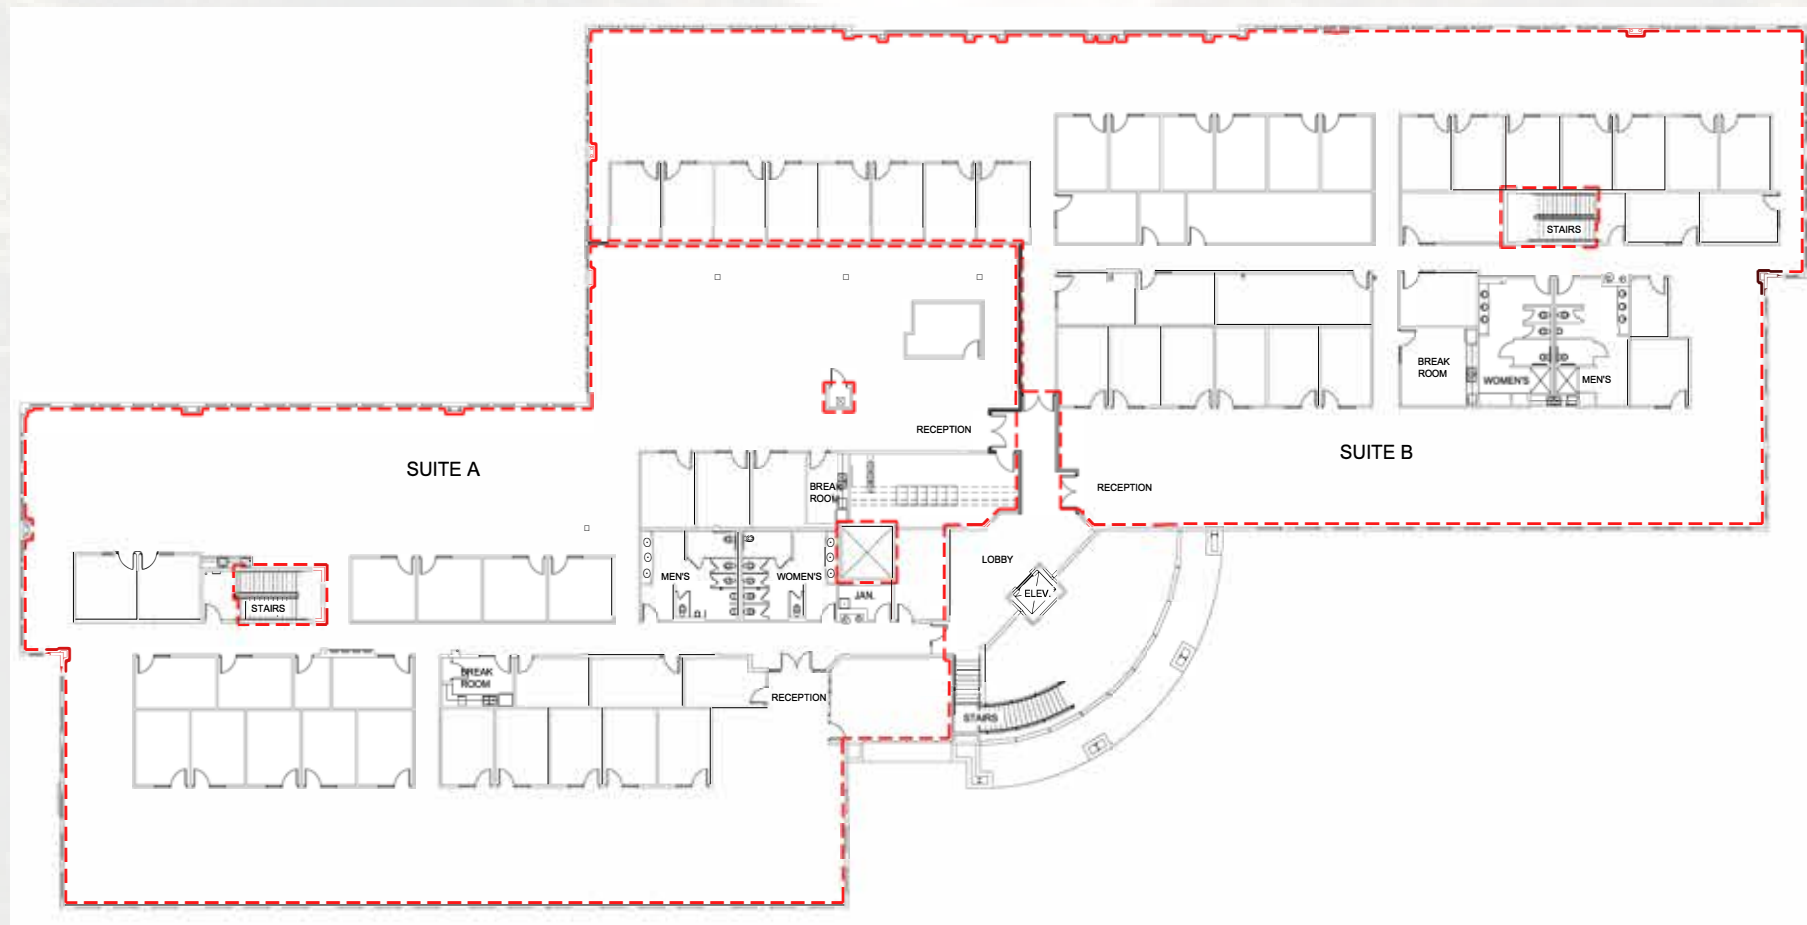 STAIRS
BREAK
ROOM
WOMEN'S
MEN'S
RECEPTION
SUITE B
SUITE A
RECEPTION
BREAK
ROOM
LOBBY
MEN'S
WOMEN'S
JAN.
ELEV.
STAIRS
BREAK
ROOM
RECEPTION
STAIRS